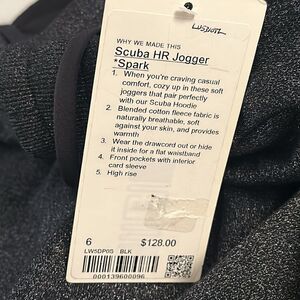 WHY WE MADE THIS
Scuba HR Jogger
*Spark
1. When you're craving casual
comfort, cozy up in these soft
joggers that pair perfectly
with our Scuba Hoodie
2. Blended cotton fleece fabric is
naturally breathable, soft
against your skin, and provides
warmth
3. Wear the drawcord out or hide
it inside for a flat waistband
4. Front pockets with interior
card sleeve
5. High rise
6 $128.00
LW5DP0S BLK
000139600096